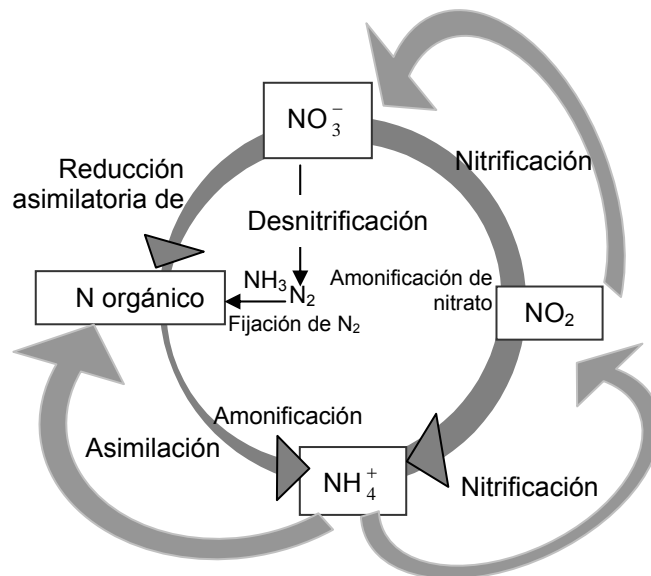 NO₃⁻
Nitrificación
Reducción
asimilatoria de
Desnitrificación
NH₃
N₂
N orgánico
Fijación de N₂
Amonificación de
nitrato
NO₂
Amonificación
Asimilación
NH₄⁺
Nitrificación